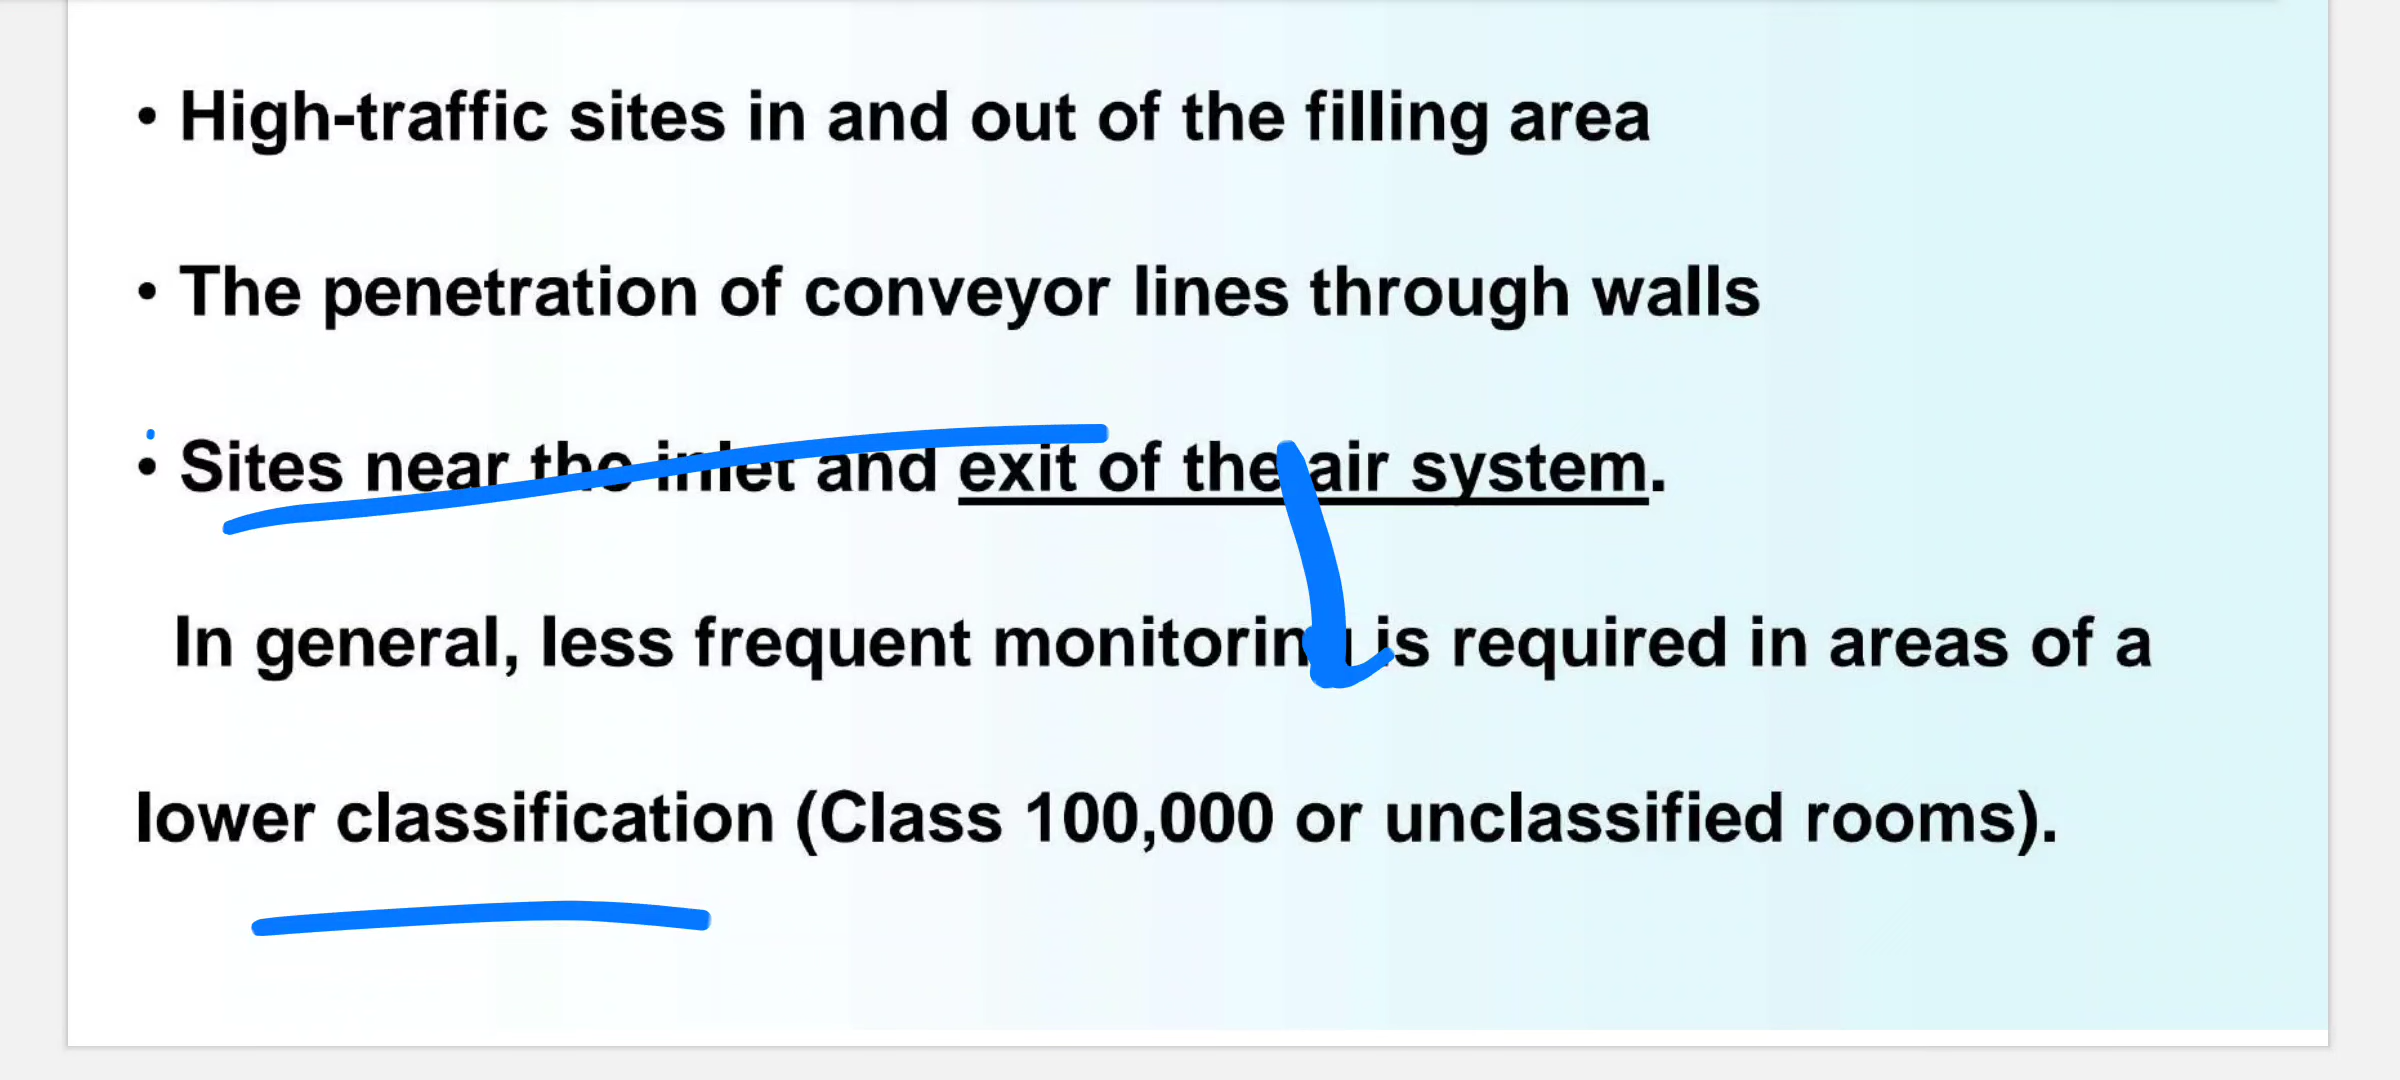 • High-traffic sites in and out of the filling area
• The penetration of conveyor lines through walls
• Sites near the inlet and exit of the air system.
In general, less frequent monitoring is required in areas of a
lower classification (Class 100,000 or unclassified rooms).